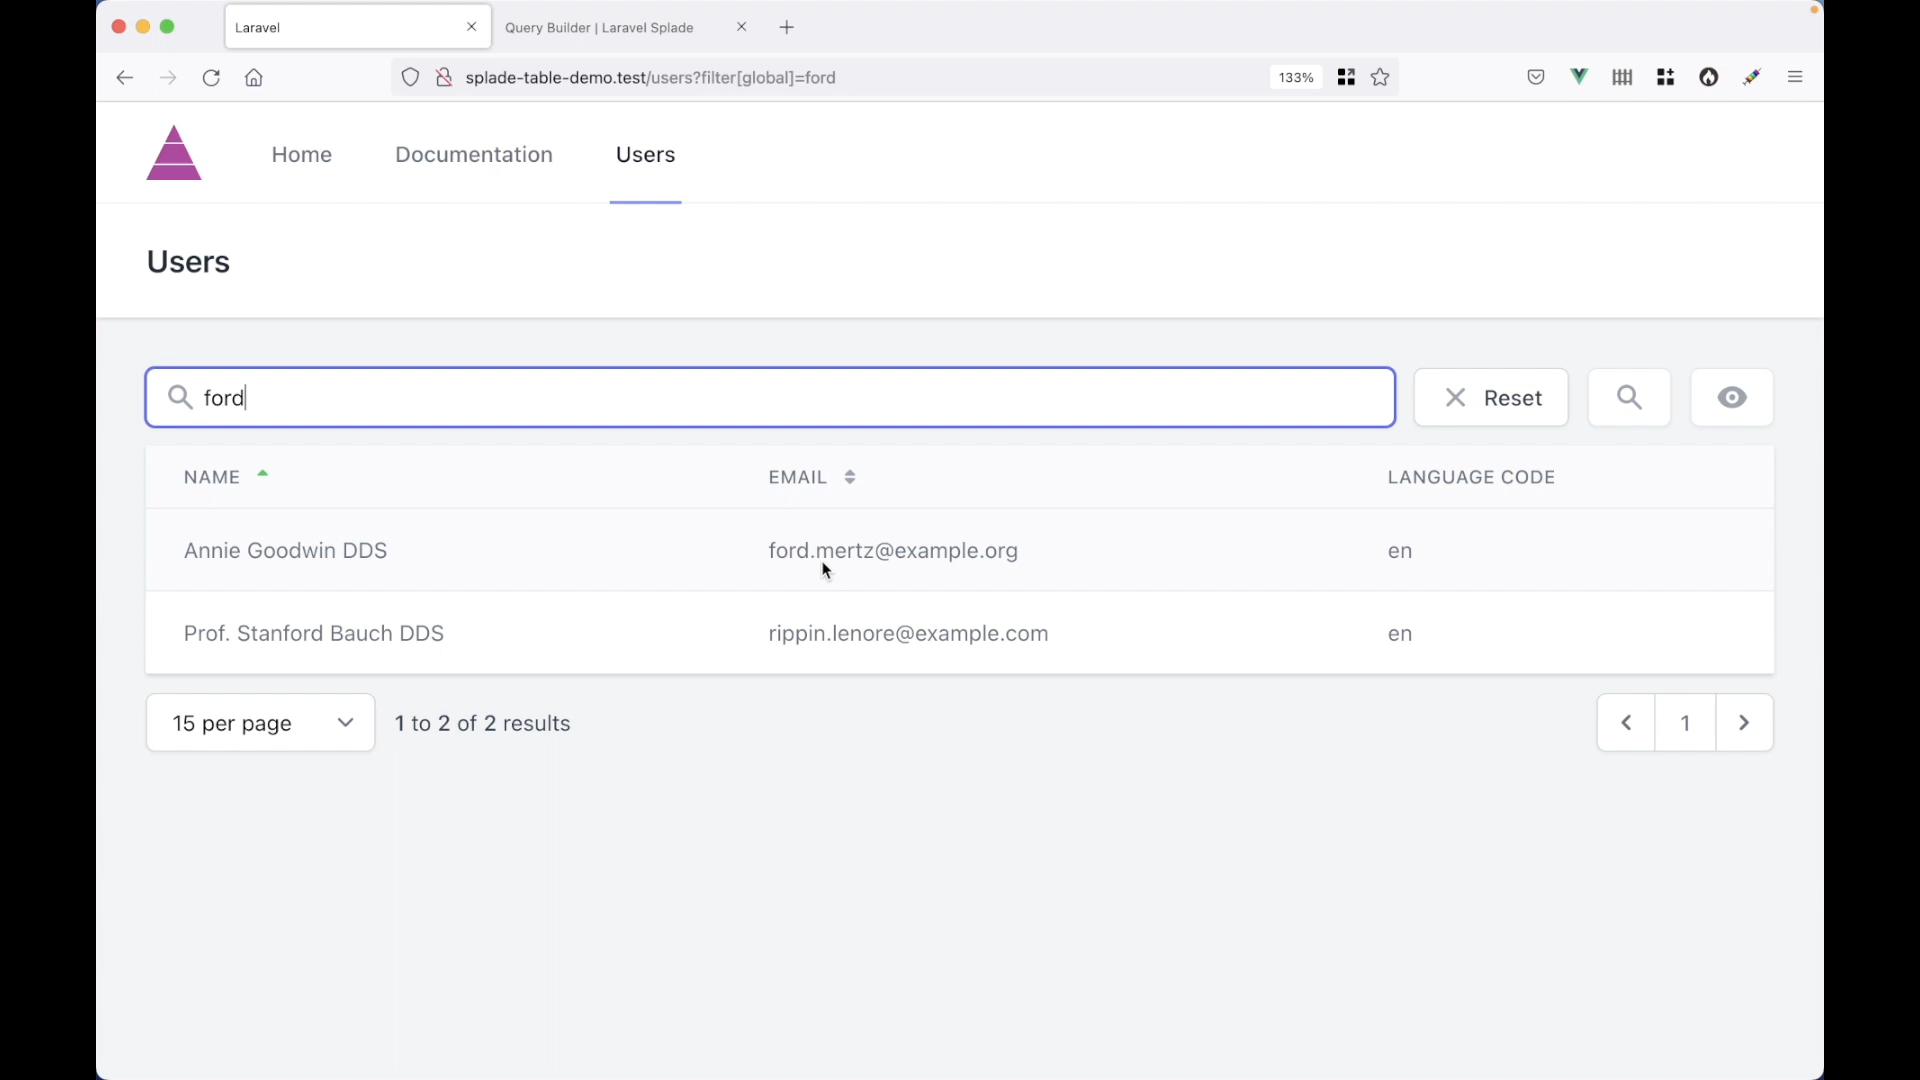 Laravel
Query Builder | Laravel Splade
splade-table-demo.test/users?filter[global]=ford
133%
Home
Documentation
Users
Users
ford
Reset
NAME
EMAIL
LANGUAGE CODE
Annie Goodwin DDS
ford.mertz@example.org
en
Prof. Stanford Bauch DDS
rippin.lenore@example.com
en
15 per page
1 to 2 of 2 results
1